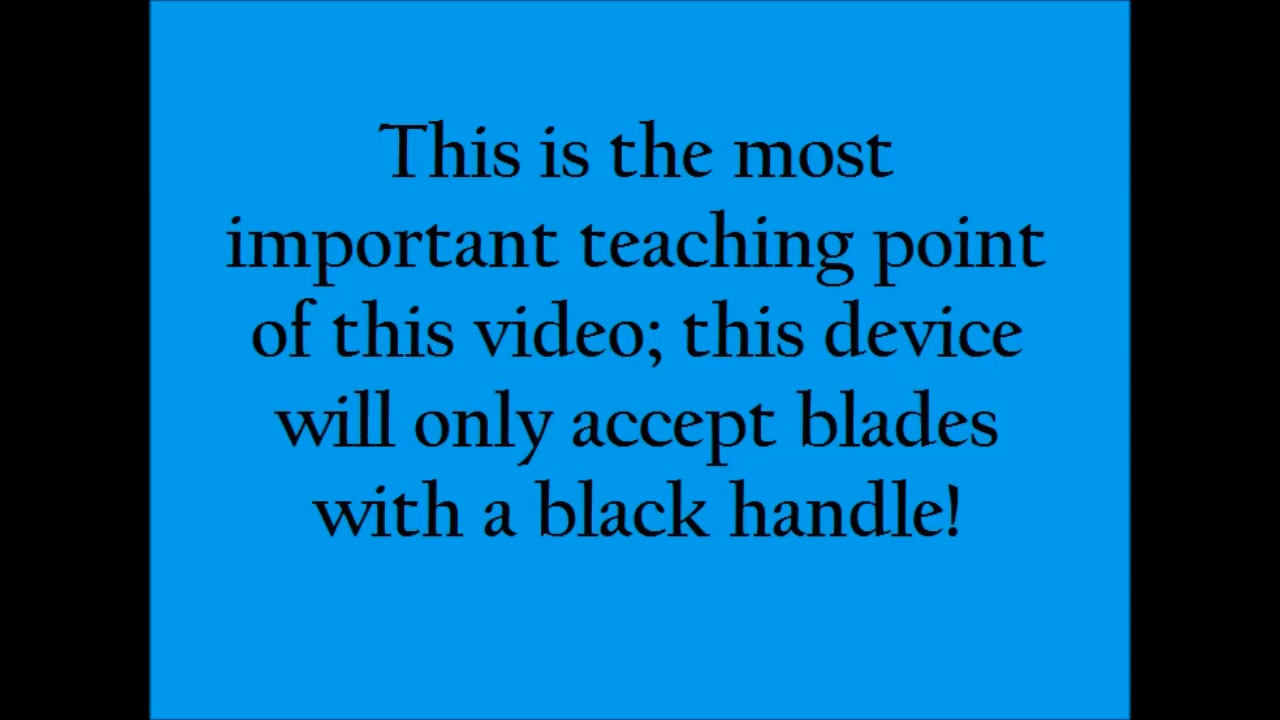 This is the most
important teaching point
of this video; this device
will only accept blades
with a black handle!